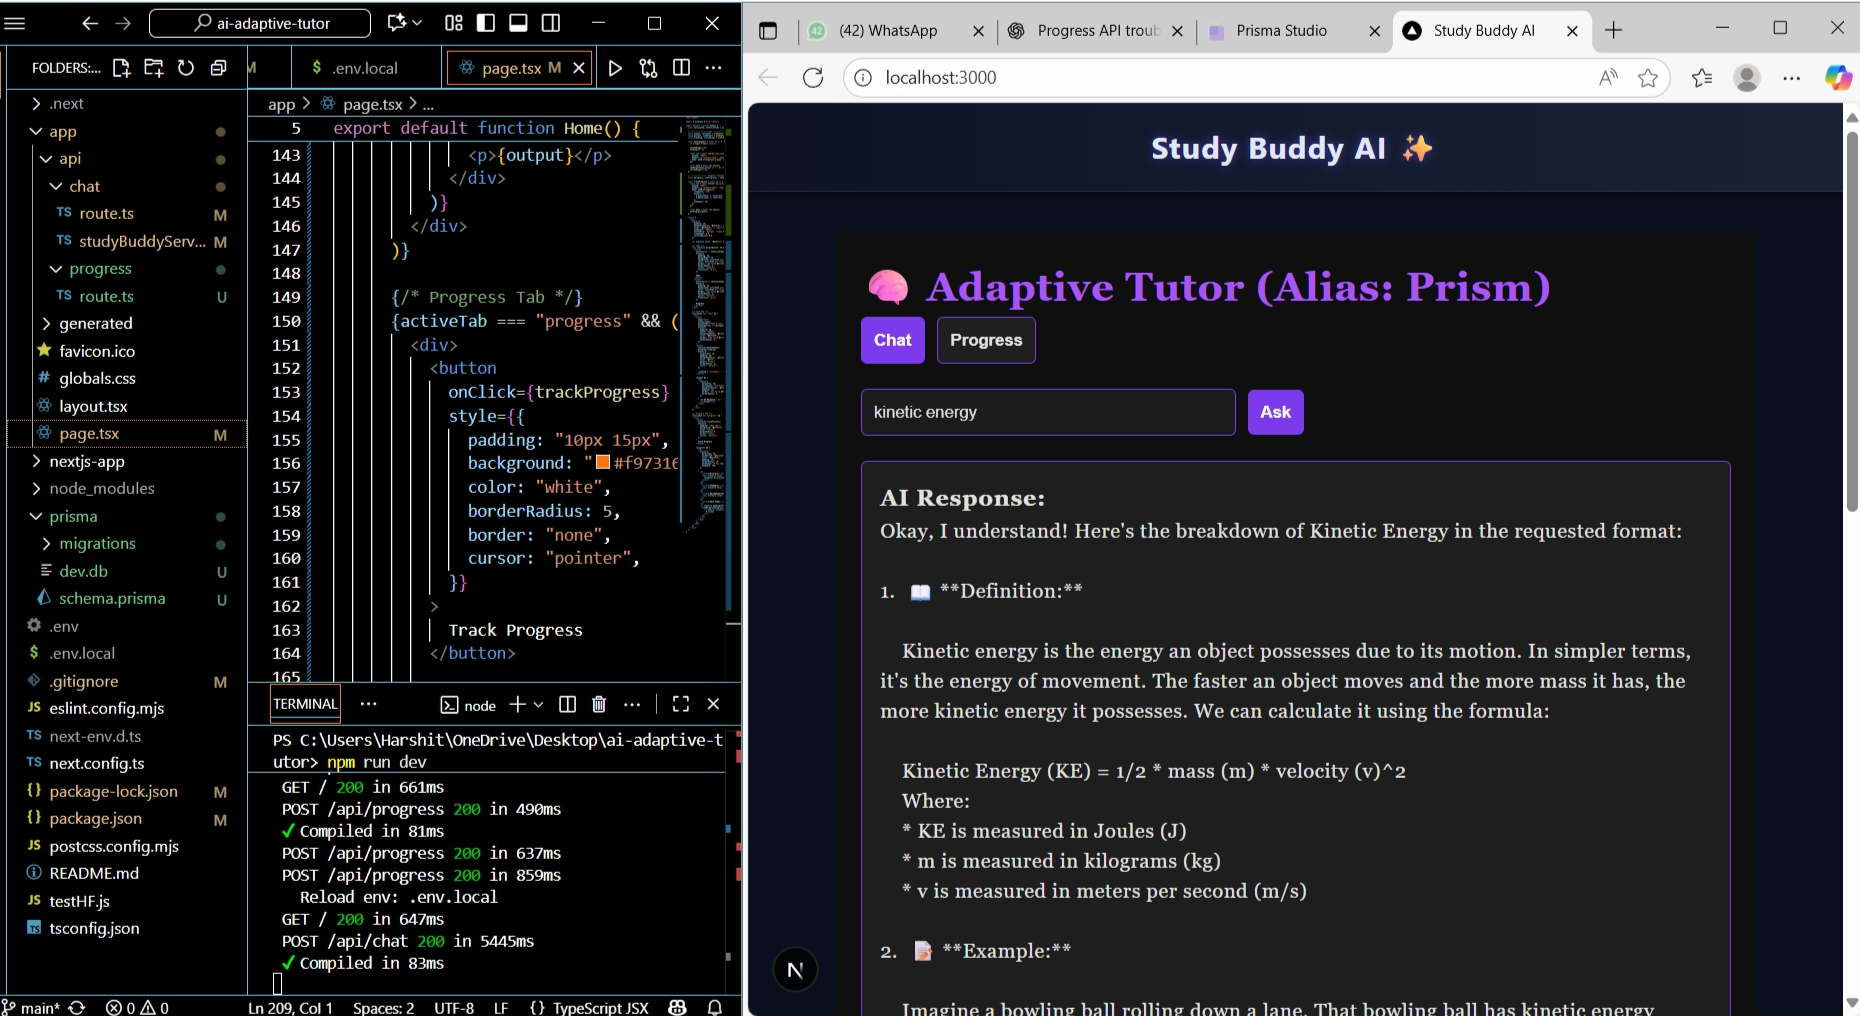 ai-adaptive-tutor
FOLDERS:...
M
$ .env.local
page.tsx M
.next
app
api
chat
TS route.ts M
TS studyBuddyServ... M
progress
TS route.ts U
generated
favicon.ico
# globals.css
layout.tsx
page.tsx M
nextjs-app
node_modules
prisma
migrations
dev.db U
schema.prisma U
.env
$ .env.local
.gitignore M
JS eslint.config.mjs
TS next-env.d.ts
TS next.config.ts
{} package-lock.json M
{} package.json M
JS postcss.config.mjs
README.md
JS testHF.js
TS tsconfig.json
app > page.tsx > ...
5 export default function Home() {
143 <p>{output}</p>
144 </div>
145 )}
146 </div>
147 )}
148
149 {/* Progress Tab */}
150 {activeTab === "progress" && (
151 <div>
152 <button
153 onClick={trackProgress}
154 style={{
155 padding: "10px 15px",
156 background: "#f97316
157 color: "white",
158 borderRadius: 5,
159 border: "none",
160 cursor: "pointer",
161 }}
162 >
163 Track Progress
164 </button>
165
TERMINAL ... node
PS C:\Users\Harshit\OneDrive\Desktop\ai-adaptive-t
utor> npm run dev
GET / 200 in 661ms
POST /api/progress 200 in 490ms
✓ Compiled in 81ms
POST /api/progress 200 in 637ms
POST /api/progress 200 in 859ms
Reload env: .env.local
GET / 200 in 647ms
POST /api/chat 200 in 5445ms
✓ Compiled in 83ms
main* 0 0 Ln 209, Col 1 Spaces: 2 UTF-8 LF {} TypeScript JSX
42 (42) WhatsApp
Progress API troub
Prisma Studio
Study Buddy AI
localhost:3000
Study Buddy AI ✨
🧠 Adaptive Tutor (Alias: Prism)
Chat Progress
kinetic energy Ask
AI Response:
Okay, I understand! Here's the breakdown of Kinetic Energy in the requested format:
1. 📖 **Definition:**
Kinetic energy is the energy an object possesses due to its motion. In simpler terms,
it's the energy of movement. The faster an object moves and the more mass it has, the
more kinetic energy it possesses. We can calculate it using the formula:
Kinetic Energy (KE) = 1/2 * mass (m) * velocity (v)^2
Where:
* KE is measured in Joules (J)
* m is measured in kilograms (kg)
* v is measured in meters per second (m/s)
2. 📝 **Example:**
Imagine a bowling ball rolling down a lane. That bowling ball has kinetic energy
N